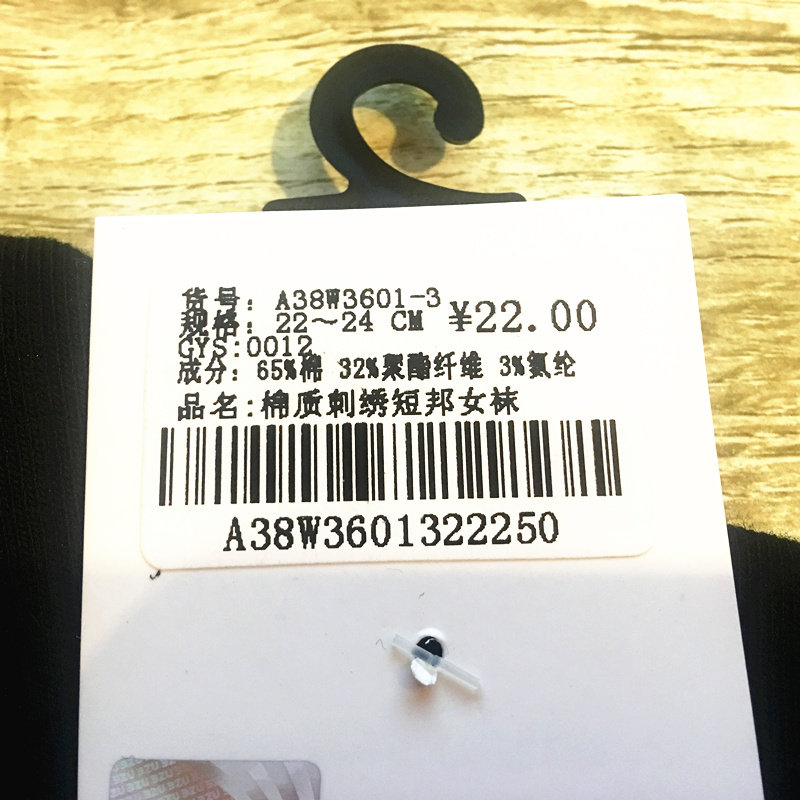 货号: A38W3601-3
规格: 22~24 CM ¥22.00
GYS:0012
成分: 65%棉 32%聚酯纤维 3%氨纶
品名:棉质刺绣短邦女袜
A38W3601322250